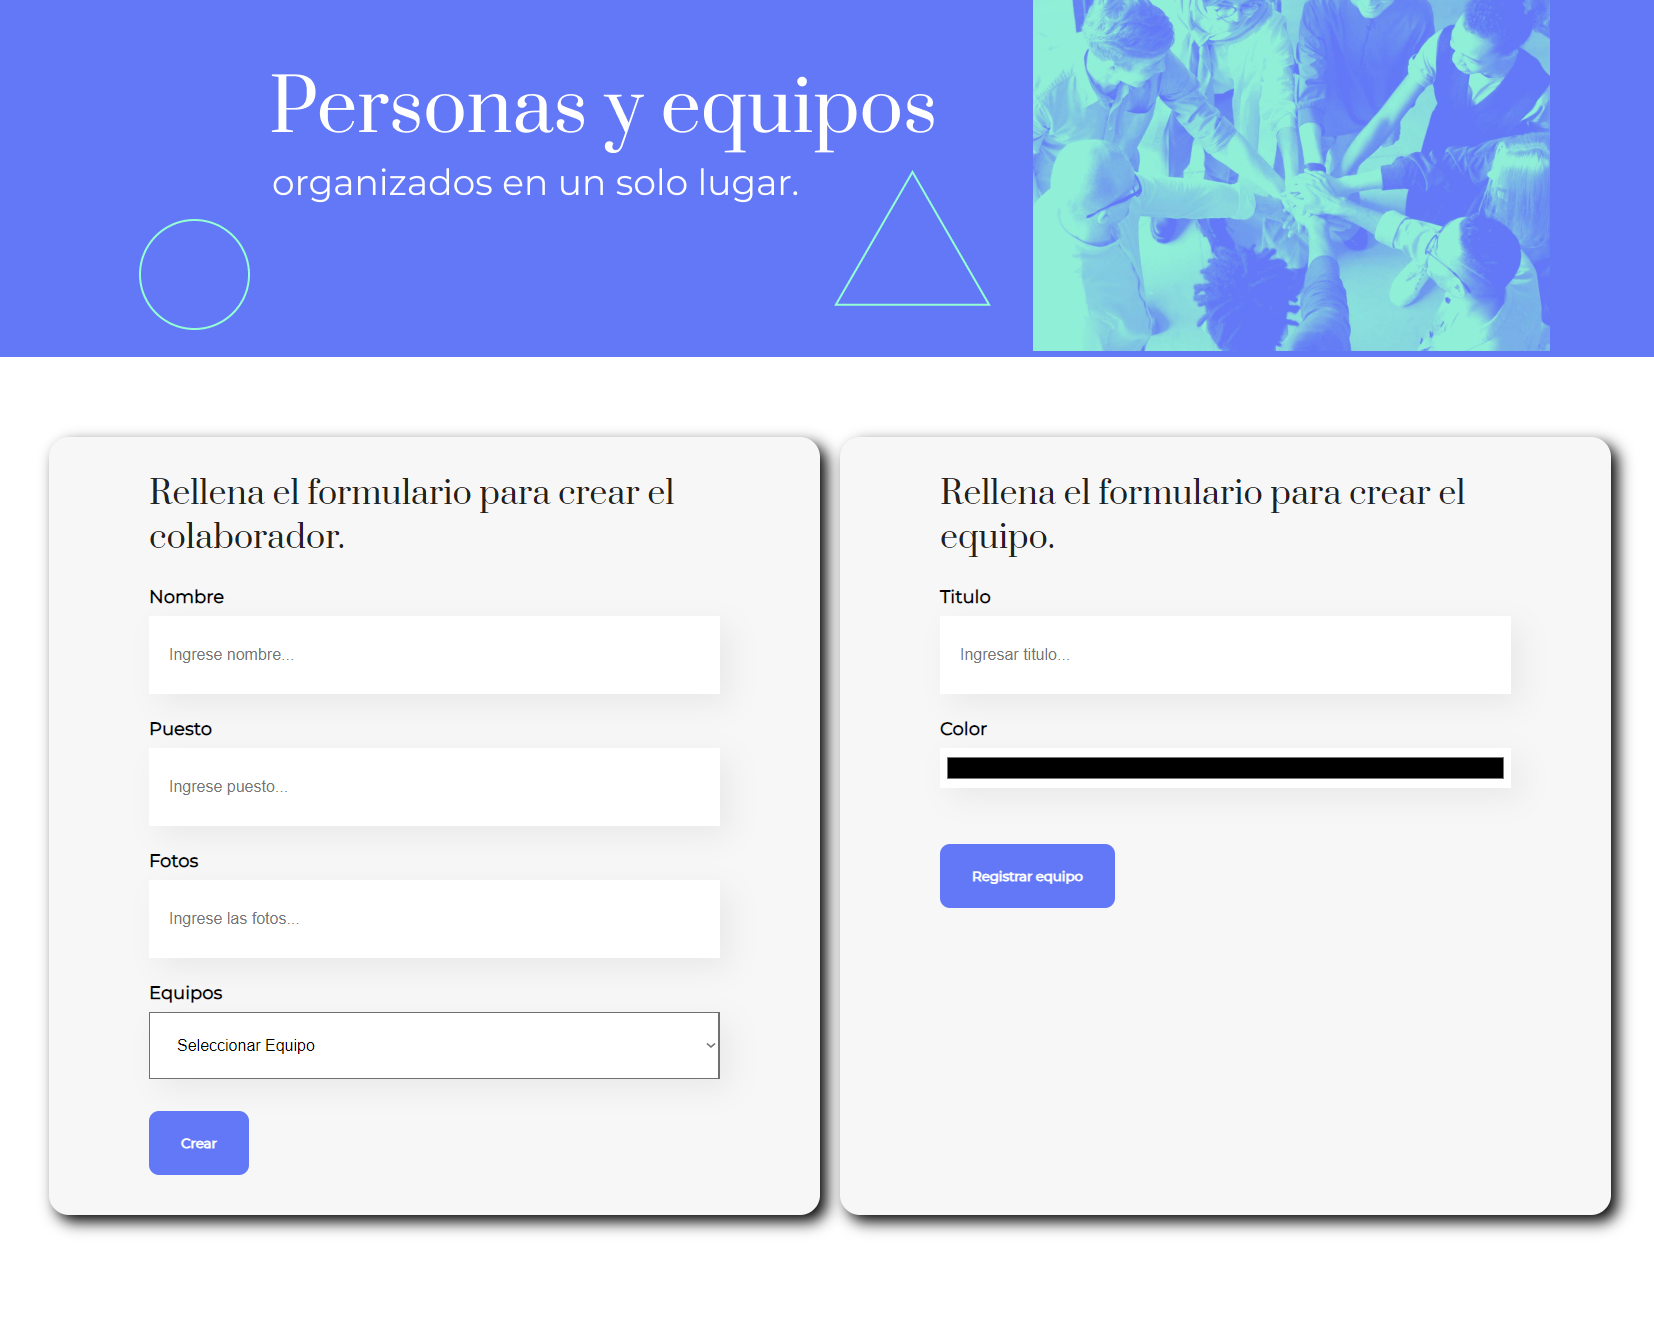 Personas y equipos
organizados en un solo lugar.
Rellena el formulario para crear el
colaborador.
Nombre
Ingrese nombre...
Puesto
Ingrese puesto...
Fotos
Ingrese las fotos...
Equipos
Seleccionar Equipo
Crear
Rellena el formulario para crear el
equipo.
Titulo
Ingresar titulo...
Color
Registrar equipo